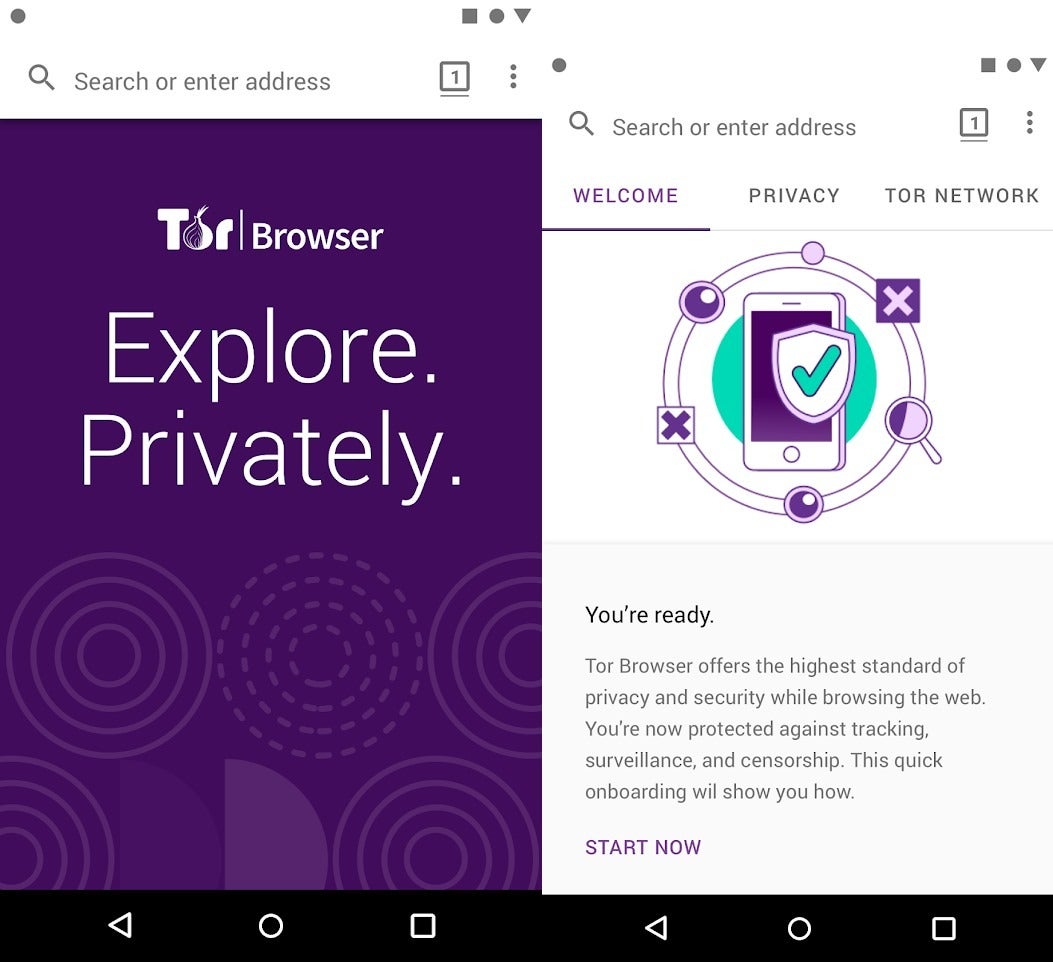 Search or enter address
1
Tor Browser
Explore.
Privately.
Search or enter address
1
WELCOME PRIVACY TOR NETWORK
You’re ready.
Tor Browser offers the highest standard of
privacy and security while browsing the web.
You’re now protected against tracking,
surveillance, and censorship. This quick
onboarding wil show you how.
START NOW